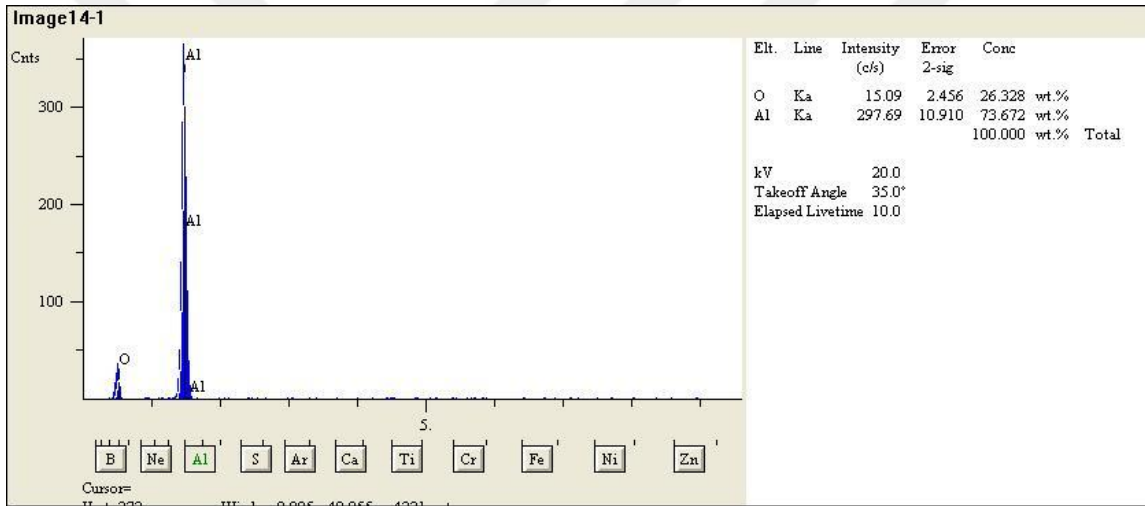 Image14-1
Cnts
Al
300
200
Al
100
O
Al
5.
B Ne Al S Ar Ca Ti Cr Fe Ni Zn
Cursor=
Elt. Line Intensity Error Conc
(c/s) 2-sig
O Ka 15.09 2.456 26.328 wt.%
Al Ka 297.69 10.910 73.672 wt.%
100.000 wt.% Total
kV 20.0
Takeoff Angle 35.0°
Elapsed Livetime 10.0